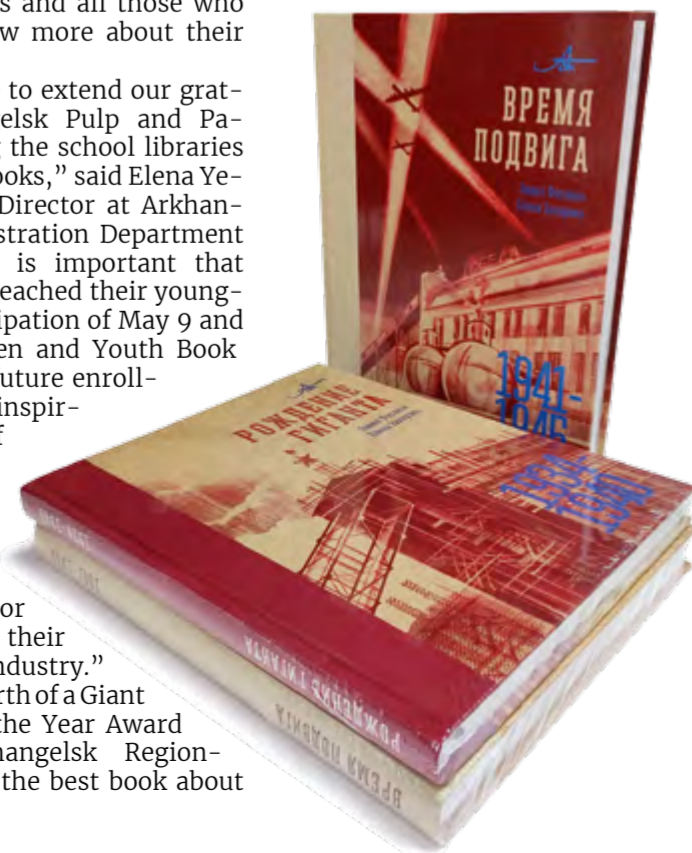 s and all those who
w more about their
to extend our grat-
elsk Pulp and Pa-
g the school libraries
ooks,” said Elena Ye-
Director at Arkhan-
stration Department
is important that
eached their young-
ipation of May 9 and
en and Youth Book
uture enroll-
inspir-
f
or
their
ndustry.”
rth of a Giant
the Year Award
hangelsk Region-
the best book about
ВРЕМЯ
ПОДВИГА
1941-
1946
РОЖДЕНИЕ
ГИГАНТА
РОЖДЕНИЕ ГИГАНТА
ВРЕМЯ ПОДВИГА